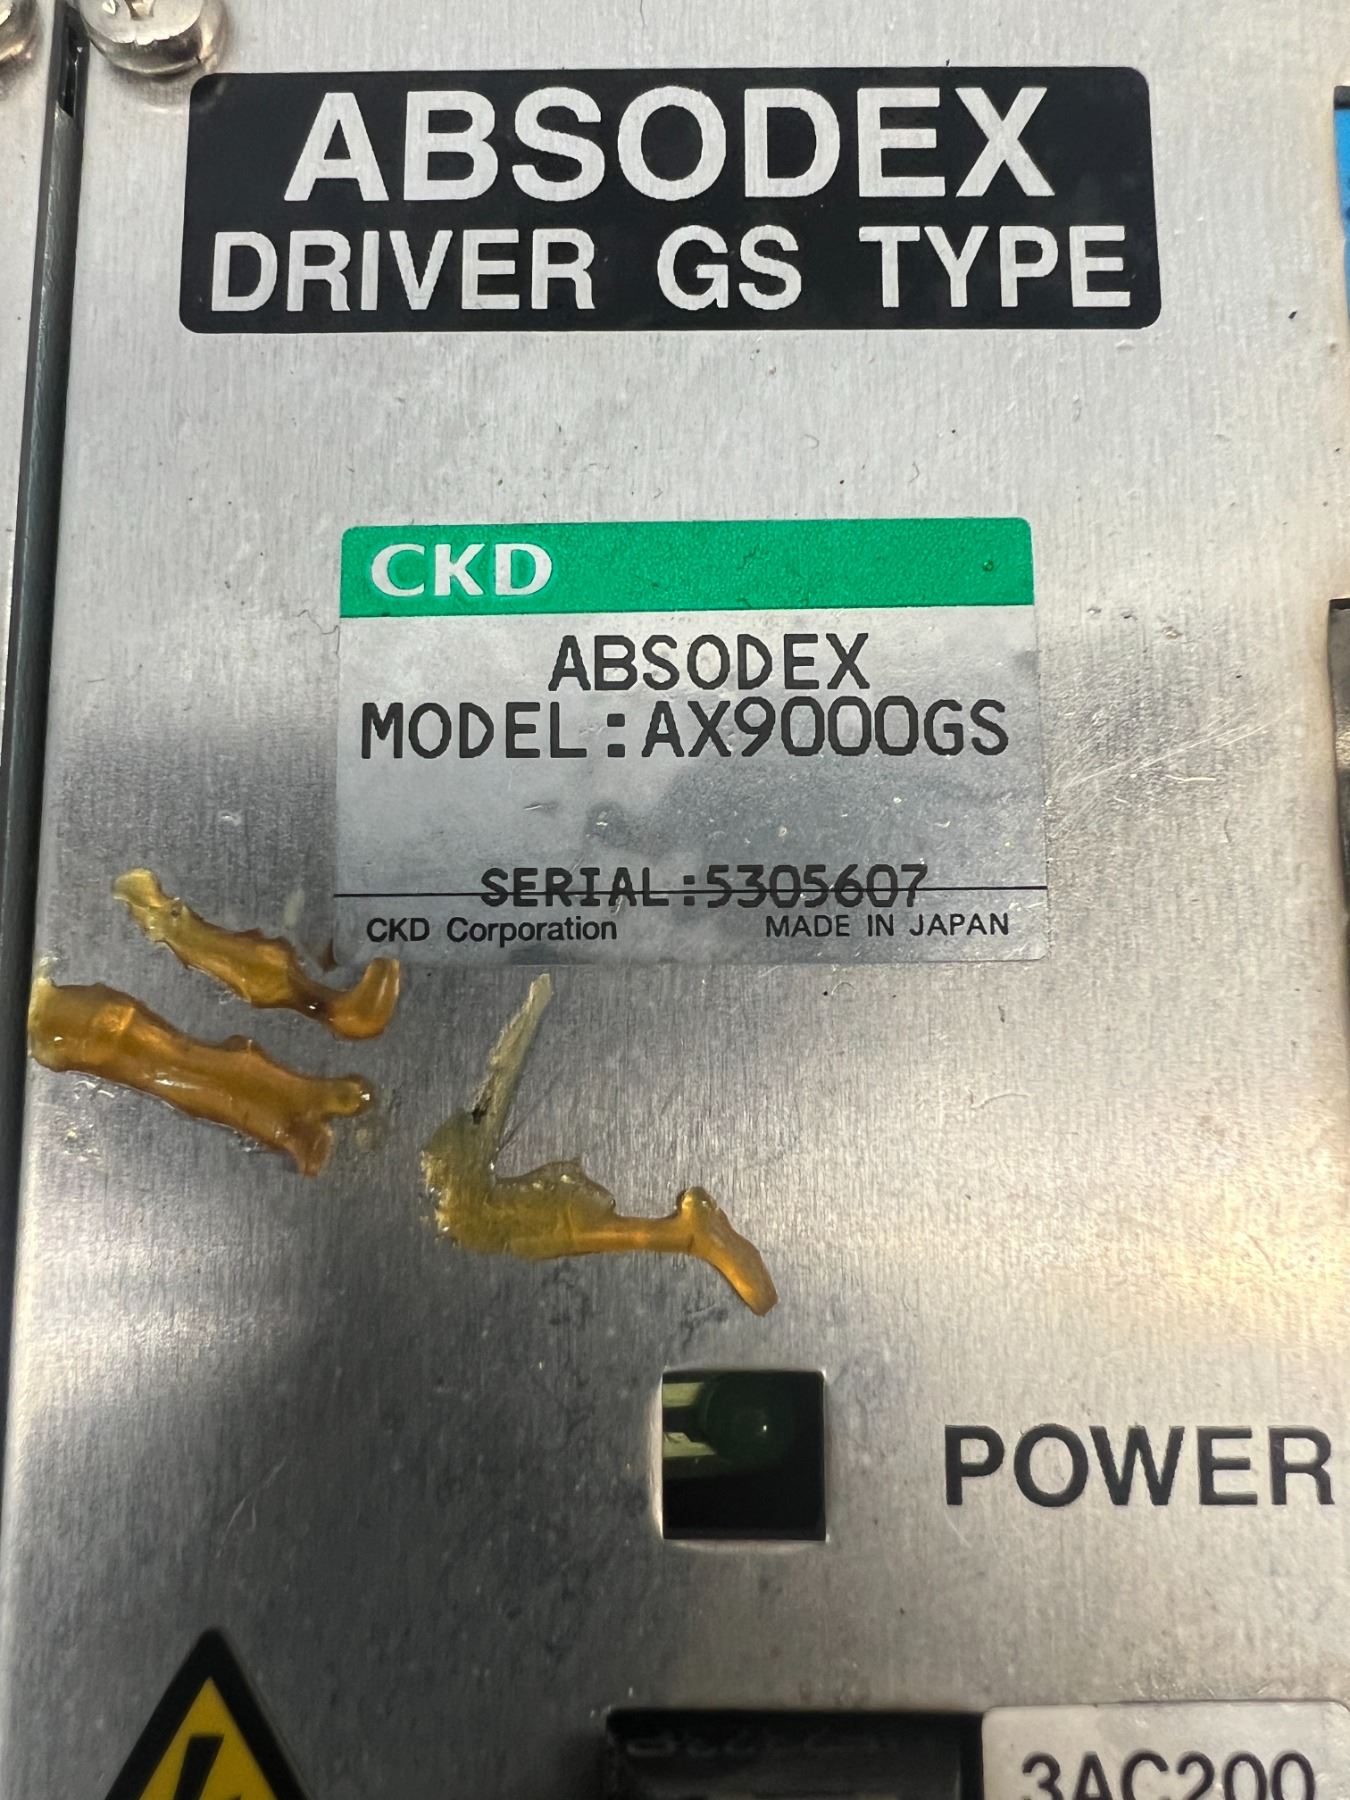 ABSODEX
DRIVER GS TYPE
CKD
ABSODEX
MODEL:AX9000GS
SERIAL:5305607
CKD Corporation MADE IN JAPAN
POWER
3AC200